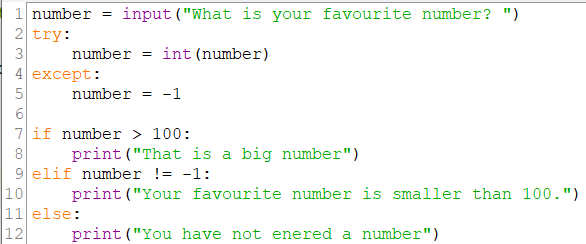 1 number = input("What is your favourite number? ")
2 try:
3     number = int(number)
4 except:
5     number = -1
6
7 if number > 100:
8     print("That is a big number")
9 elif number != -1:
10     print("Your favourite number is smaller than 100.")
11 else:
12     print("You have not enered a number")